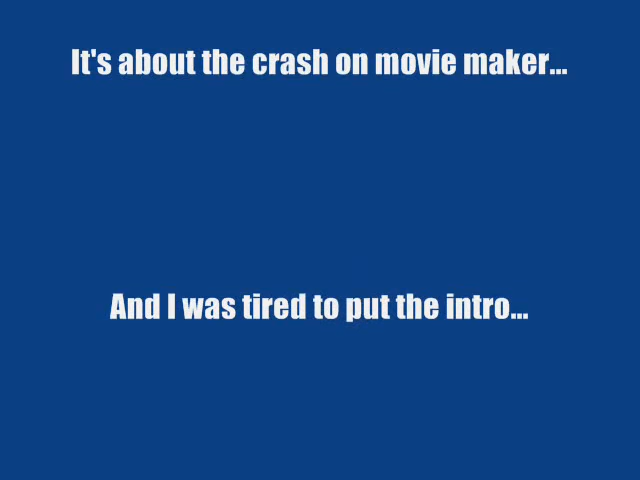 It's about the crash on movie maker...
And I was tired to put the intro...